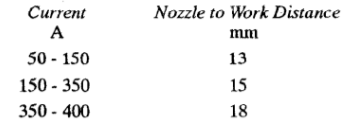 Current Nozzle to Work Distance
A mm
50 - 150 13
150 - 350 15
350 - 400 18